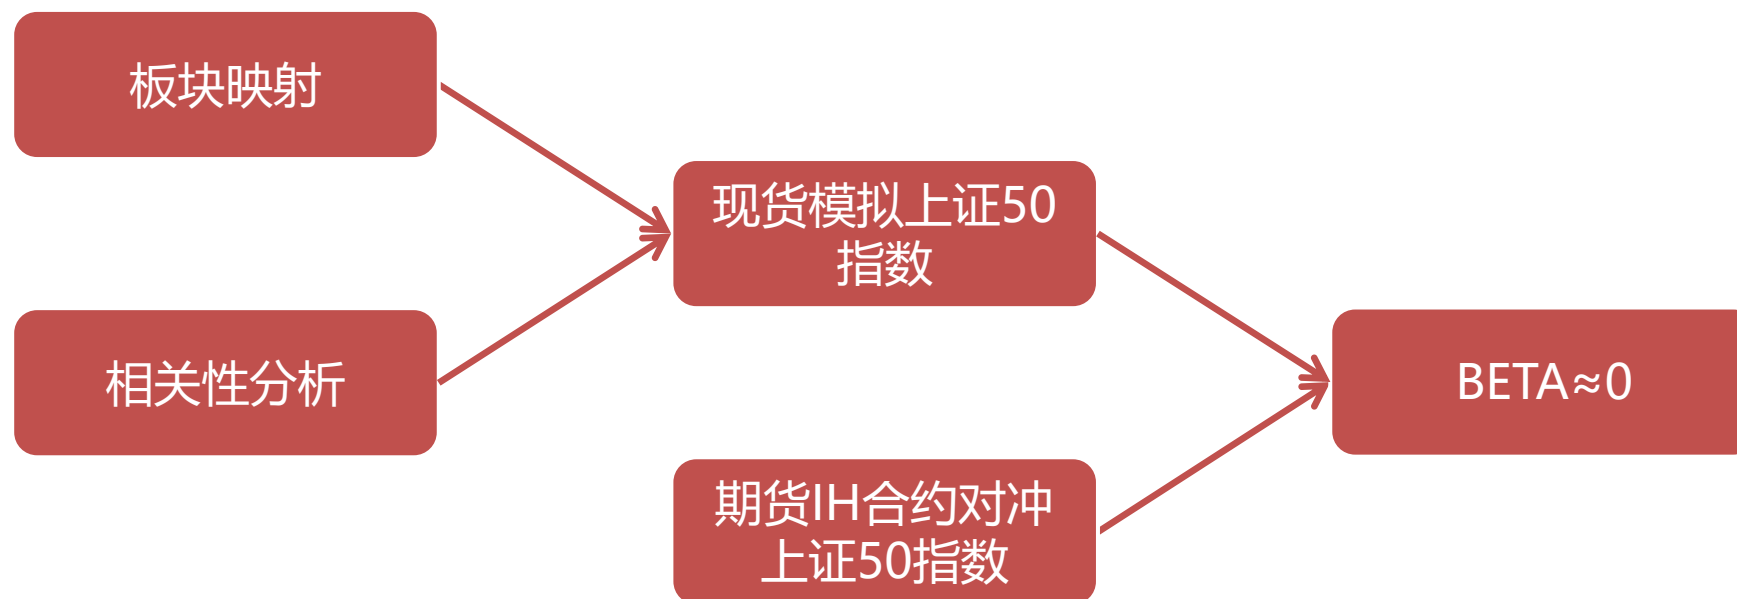 板块映射
现货模拟上证50
指数
相关性分析
BETA≈0
期货IH合约对冲
上证50指数